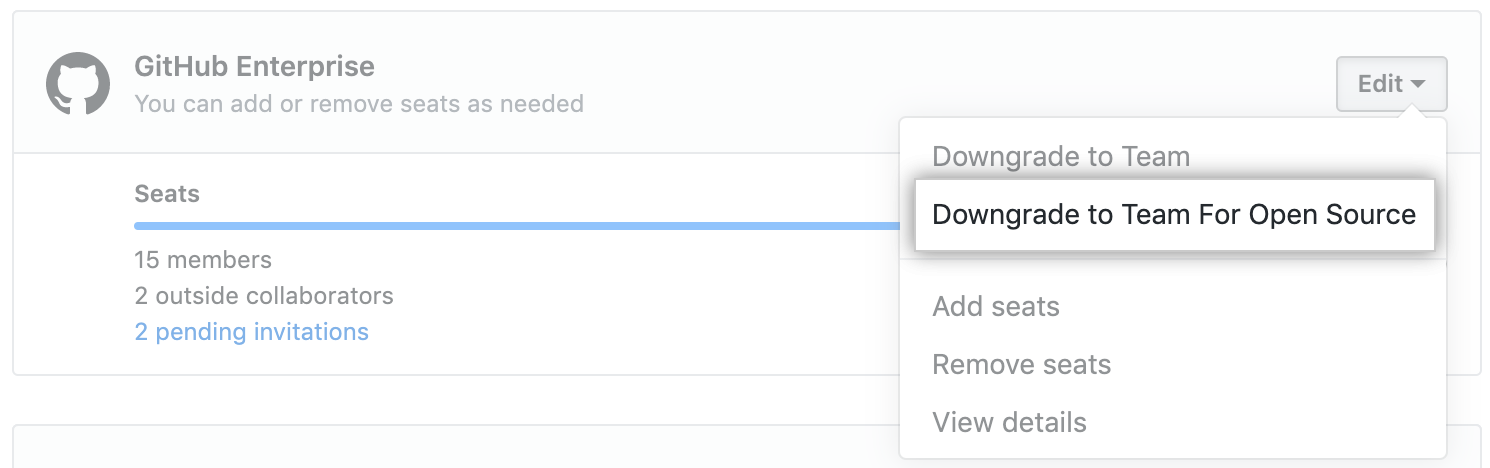 GitHub Enterprise
You can add or remove seats as needed
Edit
Downgrade to Team
Downgrade to Team For Open Source
Add seats
Remove seats
View details
Seats
15 members
2 outside collaborators
2 pending invitations